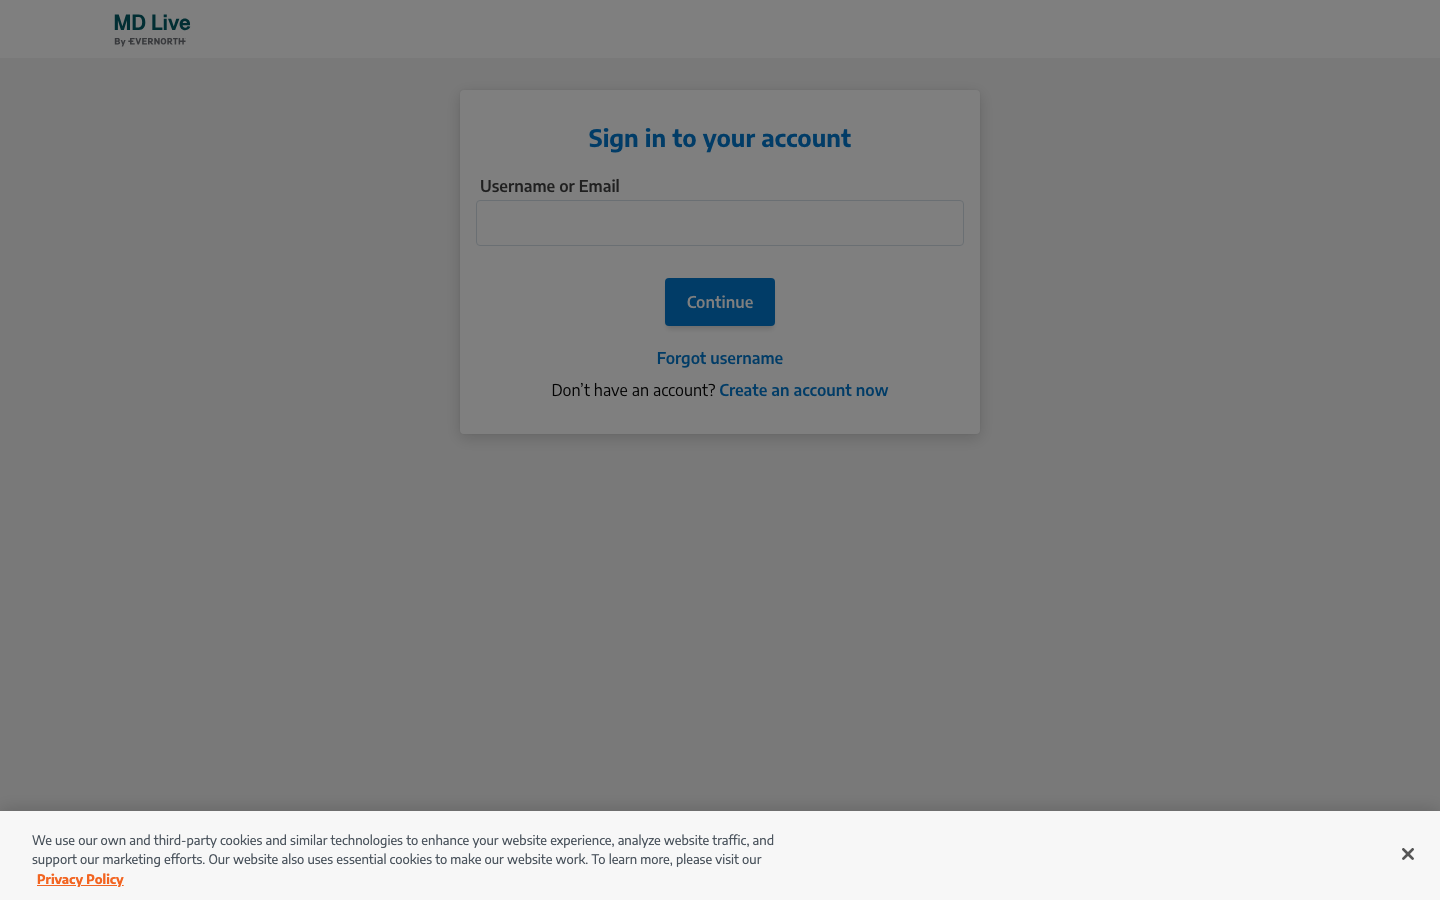 MD Live
By EVERNORTH
Sign in to your account
Username or Email
Continue
Forgot username
Don't have an account? Create an account now
We use our own and third-party cookies and similar technologies to enhance your website experience, analyze website traffic, and
support our marketing efforts. Our website also uses essential cookies to make our website work. To learn more, please visit our
Privacy Policy